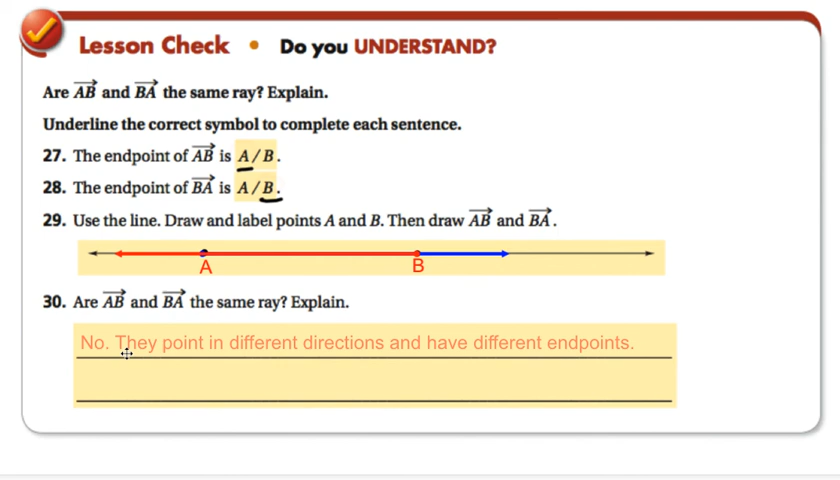 Lesson Check • Do you UNDERSTAND?
Are AB and BA the same ray? Explain.
Underline the correct symbol to complete each sentence.
27. The endpoint of AB is A/B.
28. The endpoint of BA is A/B.
29. Use the line. Draw and label points A and B. Then draw AB and BA.
A B
30. Are AB and BA the same ray? Explain.
No. They point in different directions and have different endpoints.